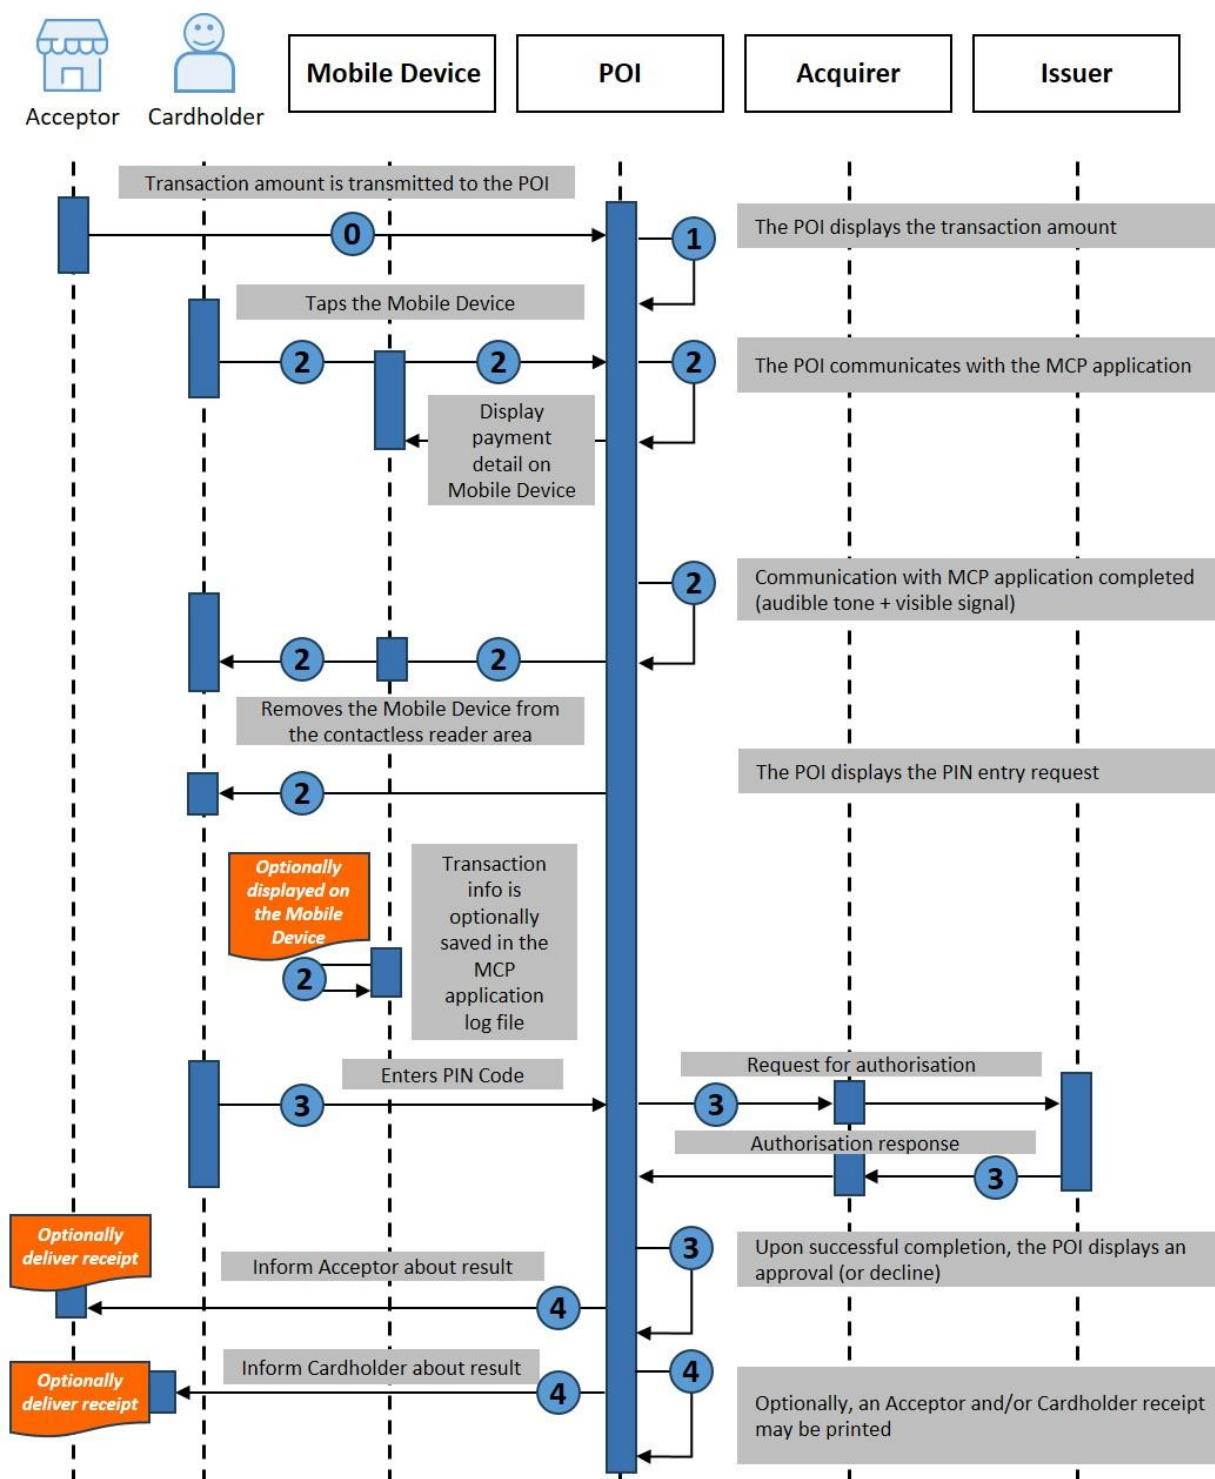 Acceptor
Cardholder
Mobile Device
POI
Acquirer
Issuer
Transaction amount is transmitted to the POI
0
1
The POI displays the transaction amount
Taps the Mobile Device
2
2
2
The POI communicates with the MCP application
Display
payment
detail on
Mobile Device
2
Communication with MCP application completed
(audible tone + visible signal)
2
2
Removes the Mobile Device from
the contactless reader area
The POI displays the PIN entry request
2
Optionally
displayed on
the Mobile
Device
2
Transaction
info is
optionally
saved in the
MCP
application
log file
Enters PIN Code
3
Request for authorisation
3
Authorisation response
3
Optionally
deliver receipt
Inform Acceptor about result
4
3
Upon successful completion, the POI displays an
approval (or decline)
Optionally
deliver receipt
Inform Cardholder about result
4
4
Optionally, an Acceptor and/or Cardholder receipt
may be printed